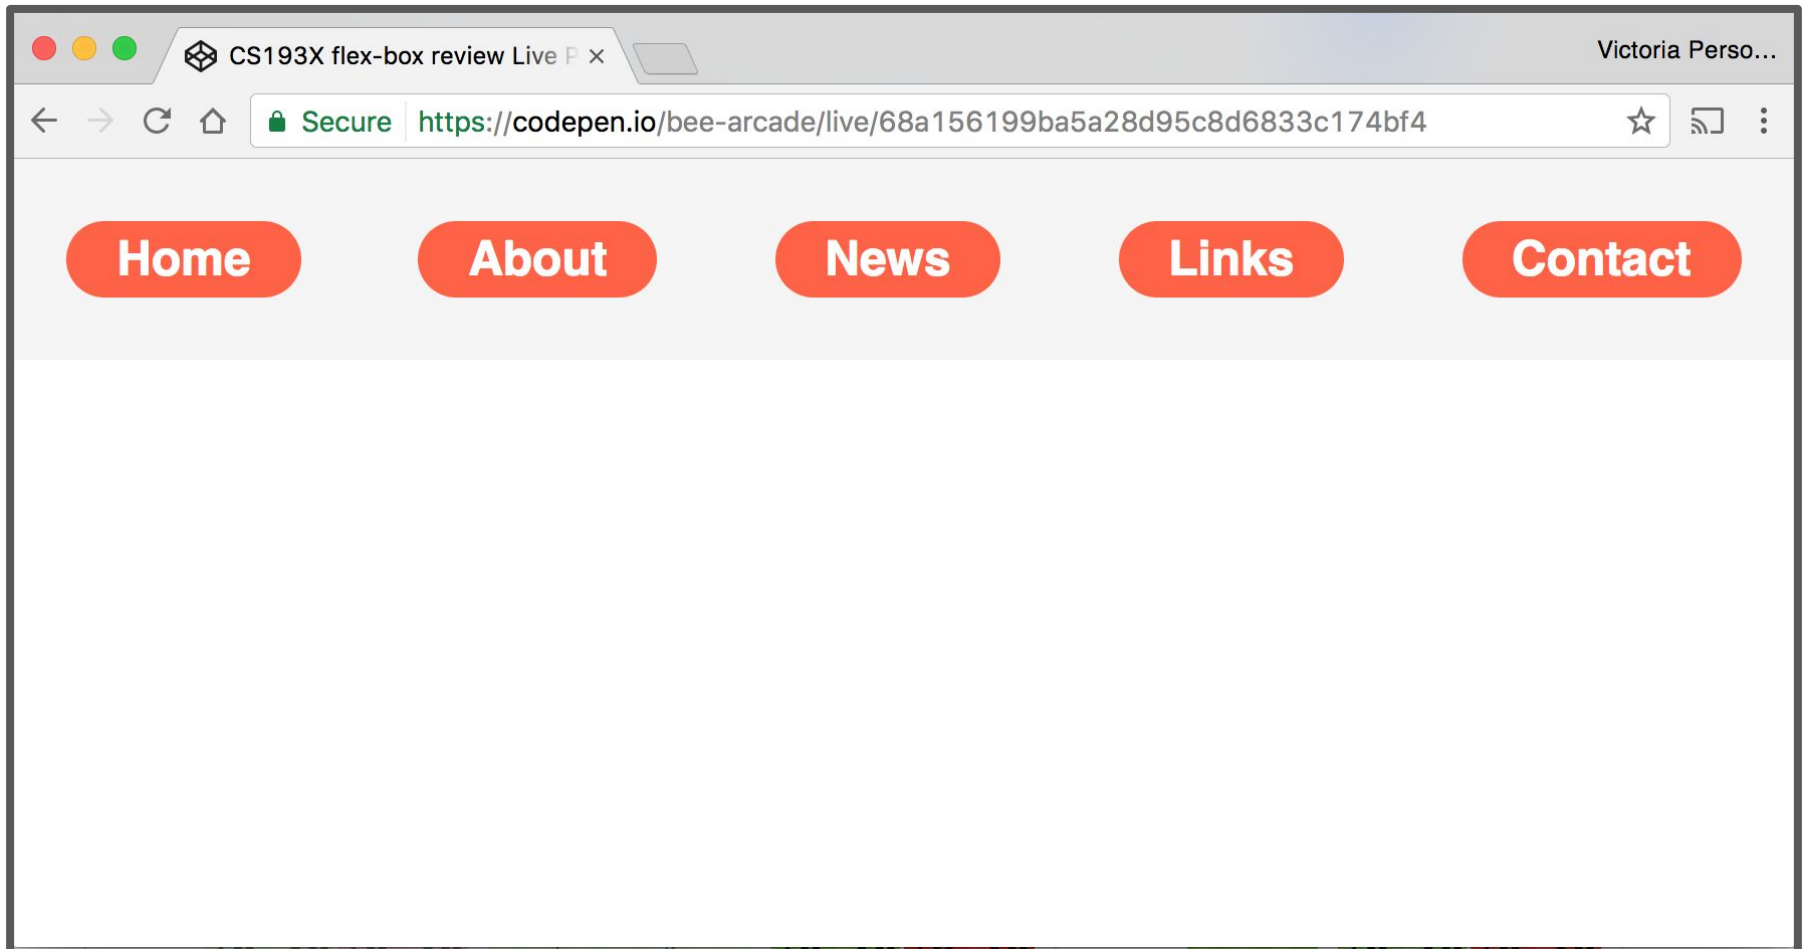 CS193X flex-box review Live P
Victoria Perso...
Secure https://codepen.io/bee-arcade/live/68a156199ba5a28d95c8d6833c174bf4
Home About News Links Contact